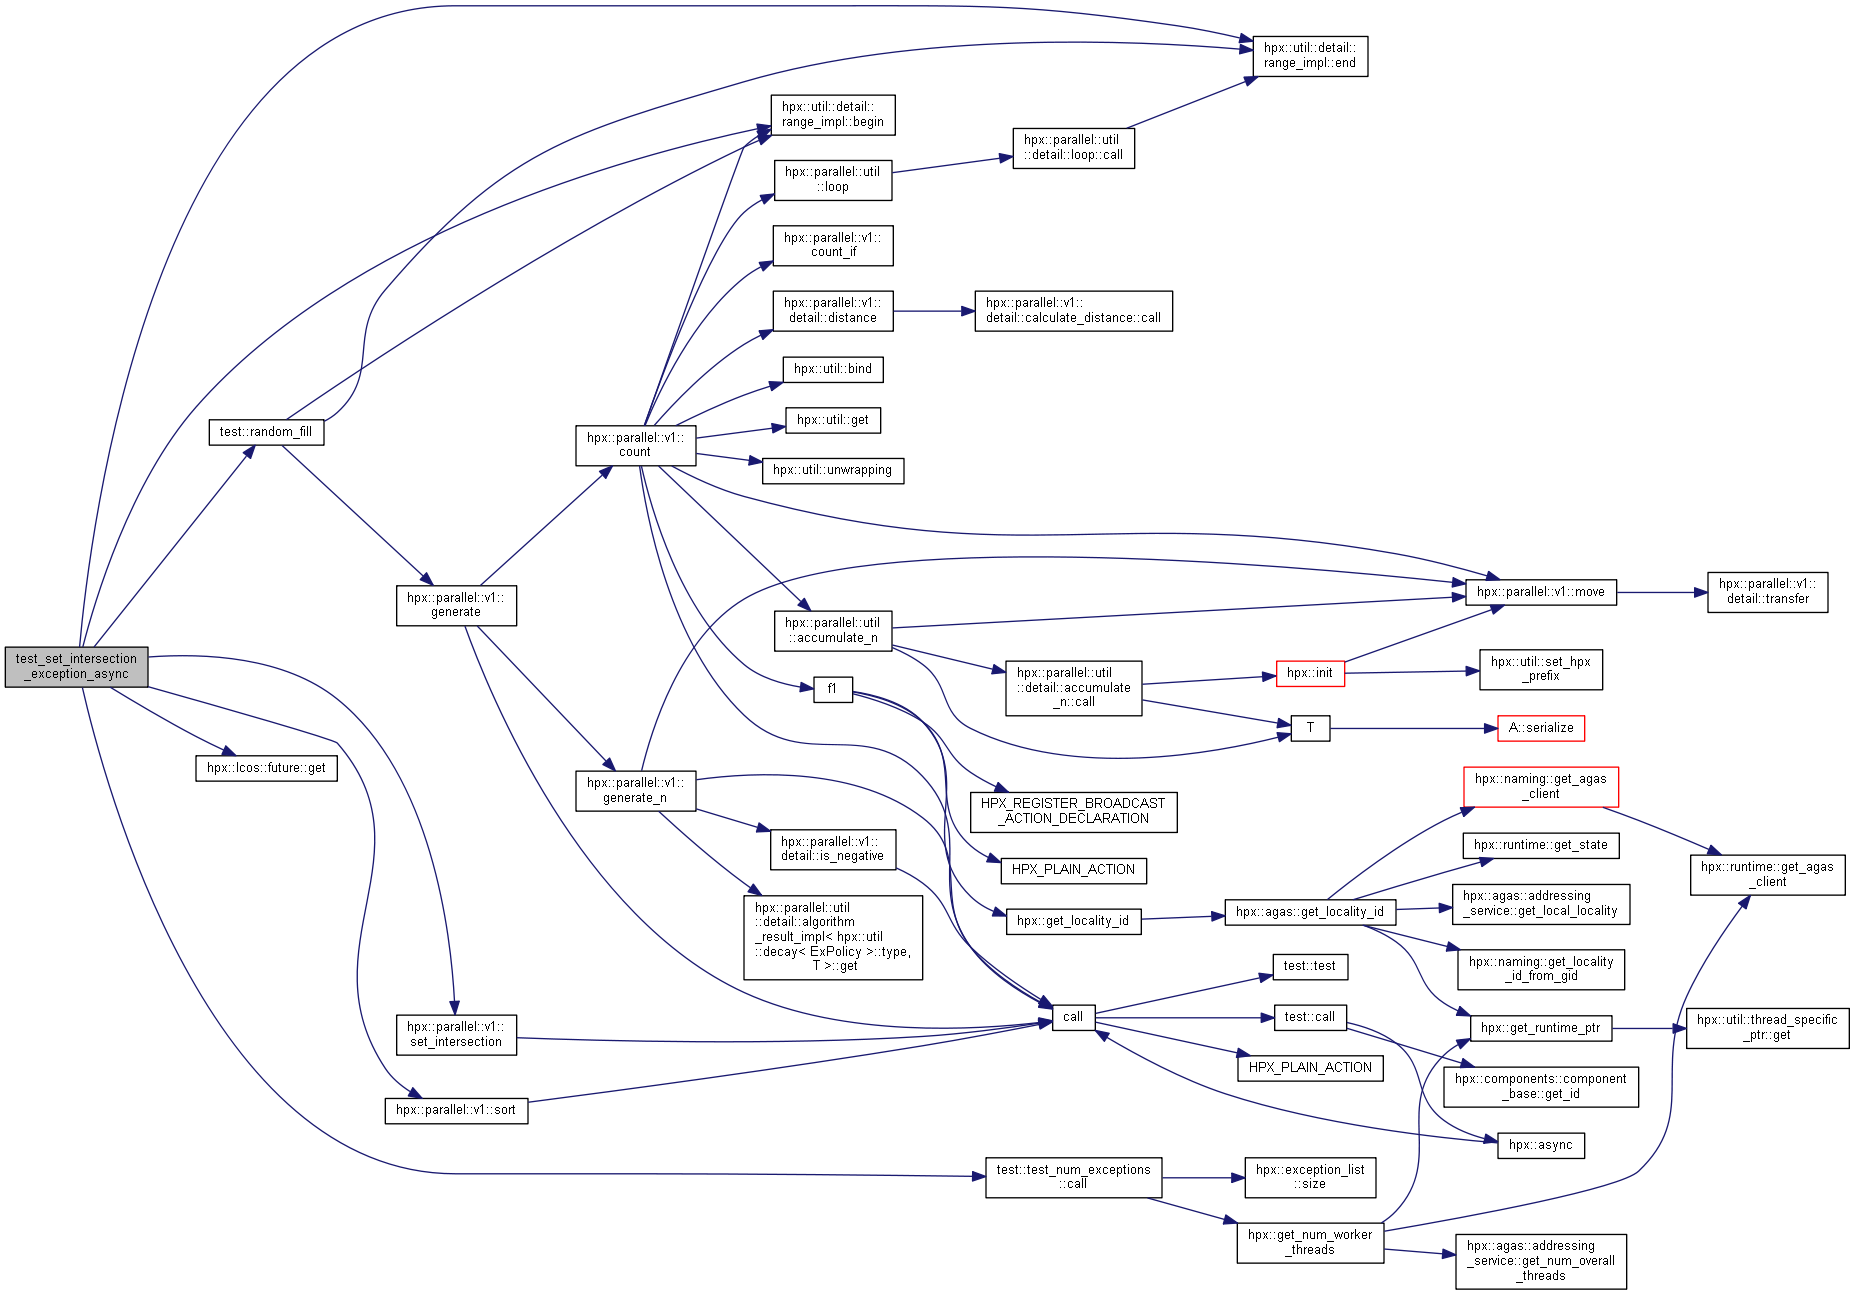 test_set_intersection
_exception_async
test::random_fill
hpx::lcos::future::get
hpx::parallel::v1::
generate
hpx::parallel::v1::
set_intersection
hpx::parallel::v1::sort
hpx::parallel::v1::
count
hpx::parallel::v1::
generate_n
hpx::util::detail::
range_impl::begin
hpx::parallel::util
::loop
hpx::parallel::v1::
count_if
hpx::parallel::v1::
detail::distance
hpx::util::bind
hpx::util::get
hpx::util::unwrapping
hpx::parallel::util
::accumulate_n
f1
hpx::parallel::v1::
detail::is_negative
hpx::parallel::util
::detail::algorithm
_result_impl< hpx::util
::decay< ExPolicy >::type,
T >::get
hpx::parallel::util
::detail::loop::call
hpx::parallel::v1::
detail::calculate_distance::call
hpx::parallel::util
::detail::accumulate
_n::call
HPX_REGISTER_BROADCAST
_ACTION_DECLARATION
HPX_PLAIN_ACTION
hpx::get_locality_id
call
test::test_num_exceptions
::call
hpx::util::detail::
range_impl::end
hpx::init
T
hpx::agas::get_locality_id
test::test
test::call
HPX_PLAIN_ACTION
hpx::exception_list
::size
hpx::get_num_worker
_threads
hpx::parallel::v1::move
hpx::util::set_hpx
_prefix
A::serialize
hpx::naming::get_agas
_client
hpx::runtime::get_state
hpx::agas::addressing
_service::get_local_locality
hpx::naming::get_locality
_id_from_gid
hpx::get_runtime_ptr
hpx::components::component
_base::get_id
hpx::async
hpx::agas::addressing
_service::get_num_overall
_threads
hpx::parallel::v1::
detail::transfer
hpx::runtime::get_agas
_client
hpx::util::thread_specific
_ptr::get